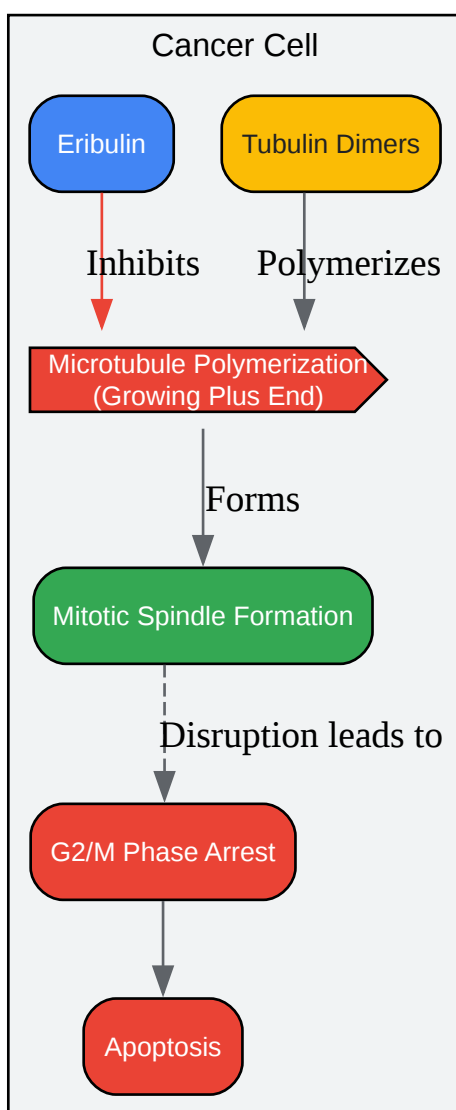 Cancer Cell
Eribulin
Tubulin Dimers
Inhibits
Polymerizes
Microtubule Polymerization
(Growing Plus End)
Forms
Mitotic Spindle Formation
Disruption leads to
G2/M Phase Arrest
Apoptosis